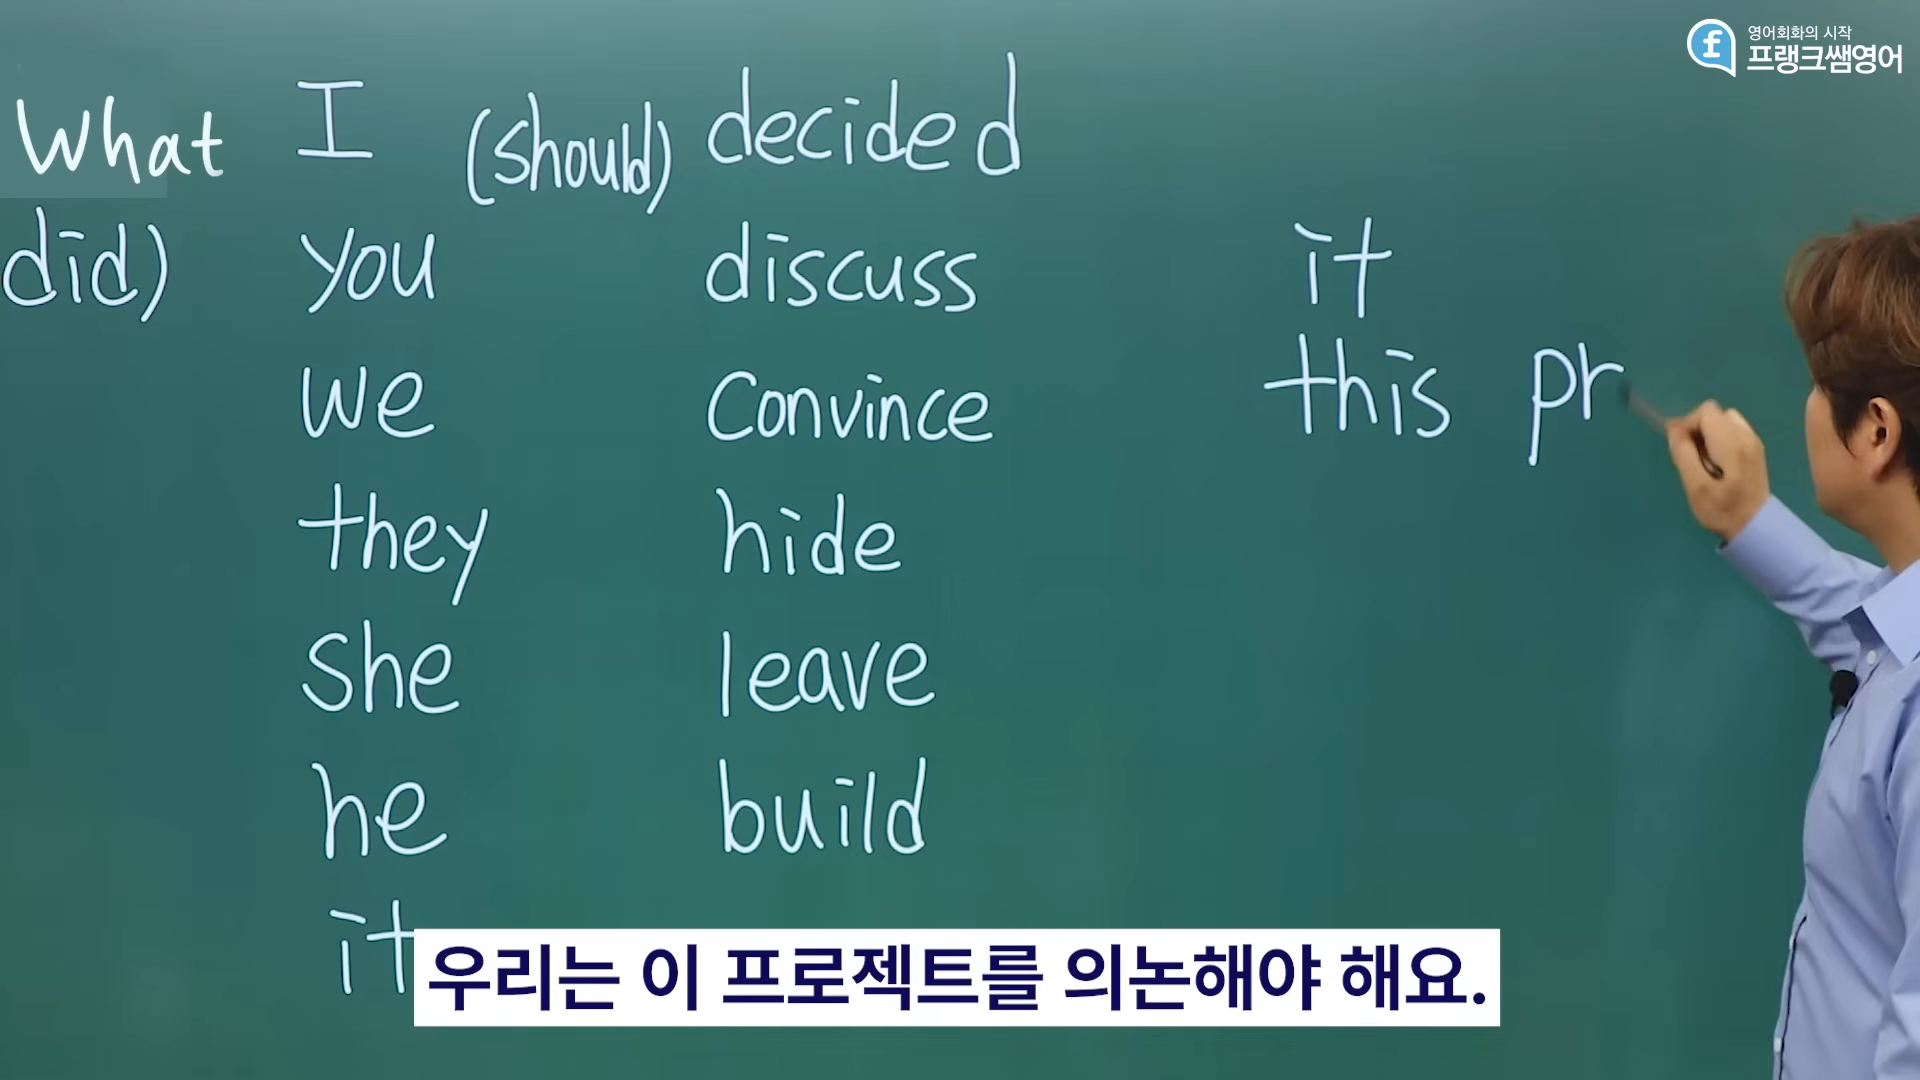 영어회화의 시작
프랭크쌤영어
What I (should) decided
did) you discuss it
we convince this pr
they hide
she leave
he build
it
우리는 이 프로젝트를 의논해야 해요.